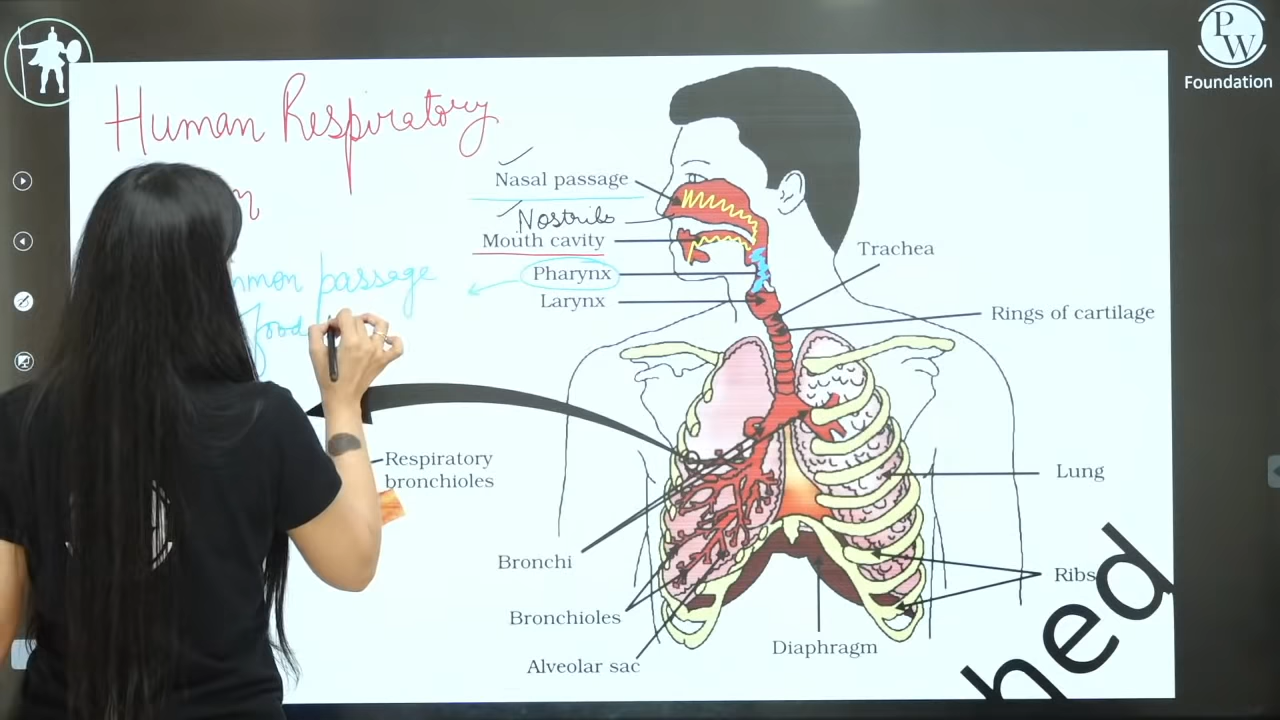 PW
Foundation
Human Respiratory
Nasal passage
Nostrils
Mouth cavity
Pharynx
Larynx
Trachea
Rings of cartilage
mmon passage
food
Respiratory
bronchioles
Lung
Bronchi
Ribs
Bronchioles
Diaphragm
Alveolar sac
hed